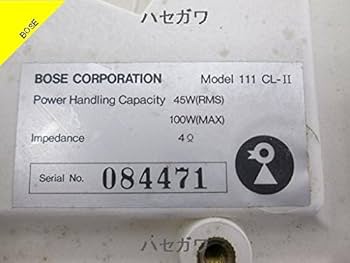 BOSE
ハセガワ
BOSE CORPORATION Model 111 CL-II
Power Handling Capacity 45W(RMS)
100W(MAX)
Impedance 4Ω
Serial No. 084471
ハセガワ